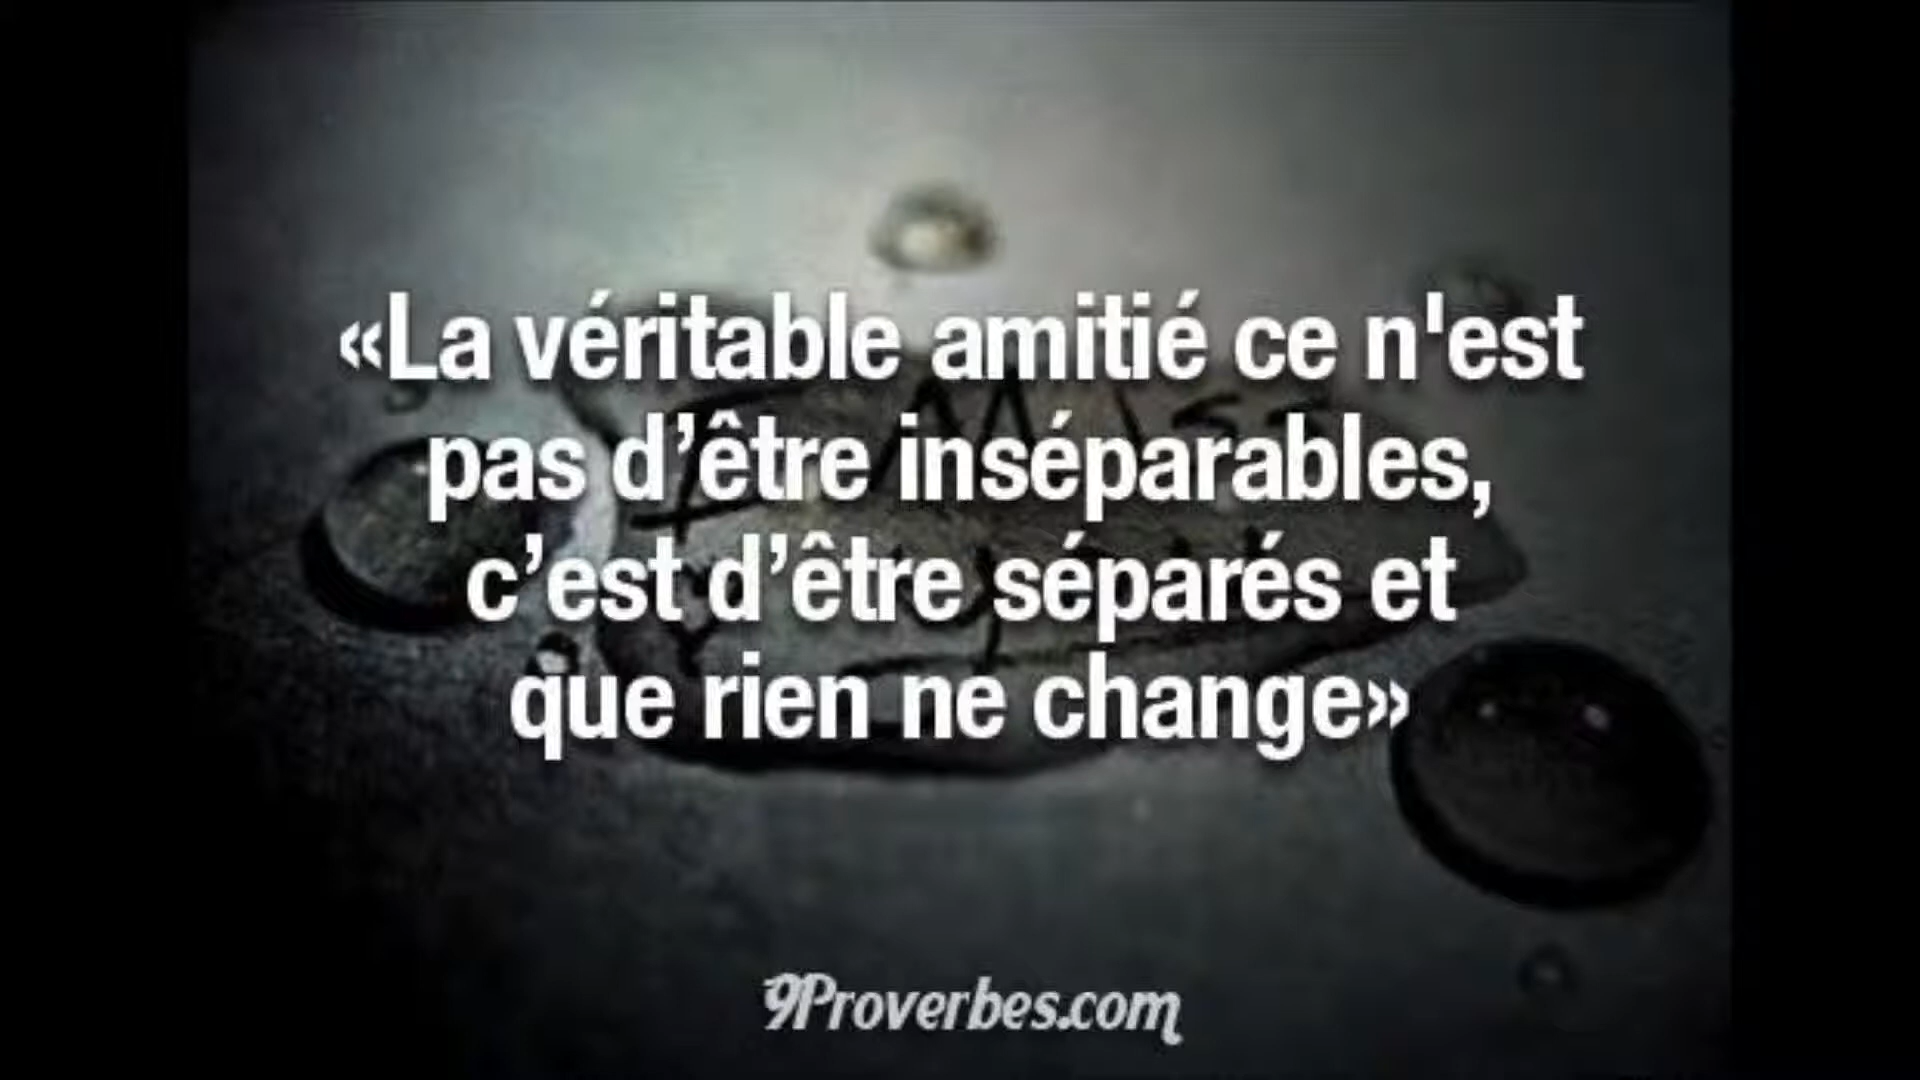 «La véritable amitié ce n'est
pas d’être inséparables,
c’est d’être séparés et
que rien ne change»
9Proverbes.com